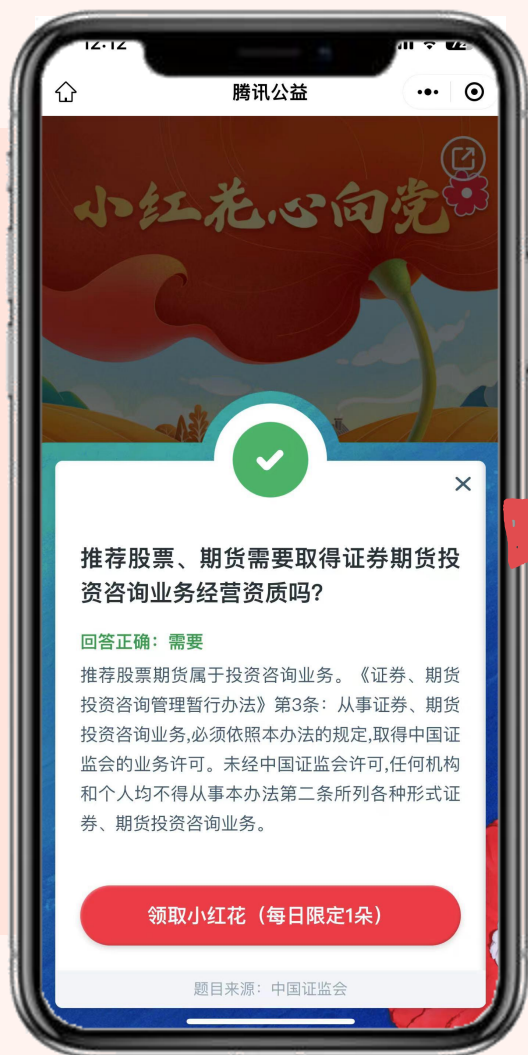 12:12
72
腾讯公益
小红花心向党
推荐股票、期货需要取得证券期货投
资咨询业务经营资质吗?
回答正确：需要
推荐股票期货属于投资咨询业务。《证券、期货
投资咨询管理暂行办法》第3条：从事证券、期货
投资咨询业务,必须依照本办法的规定,取得中国证
监会的业务许可。未经中国证监会许可,任何机构
和个人均不得从事本办法第二条所列各种形式证
券、期货投资咨询业务。
领取小红花（每日限定1朵）
题目来源：中国证监会